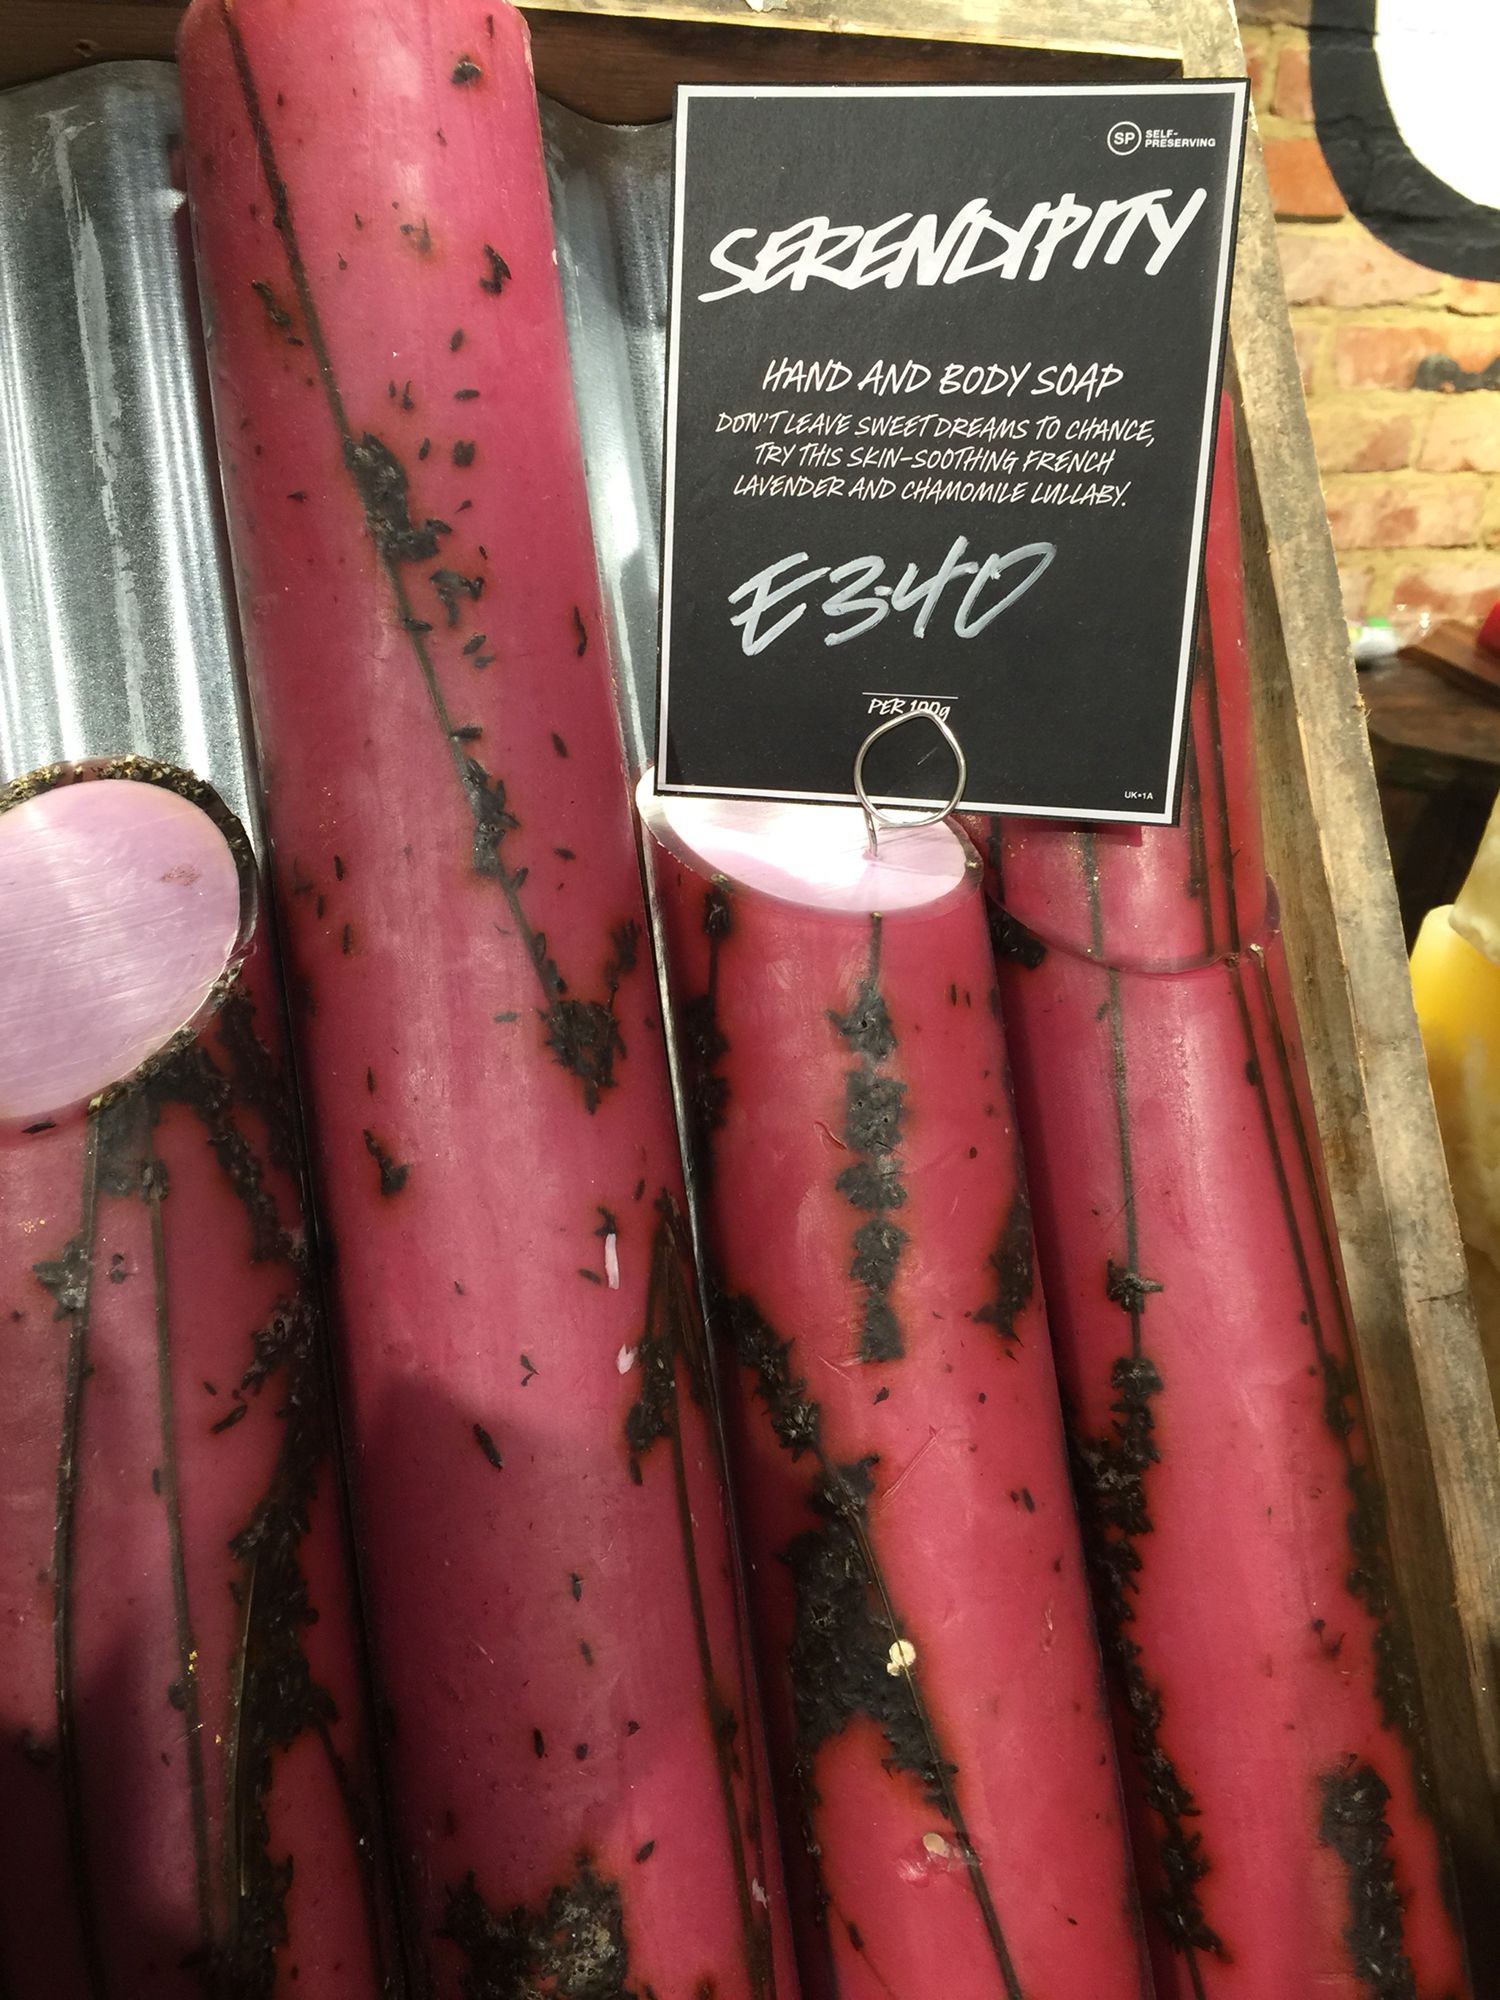 SP SELF-
PRESERVING
SERENDIPITY
HAND AND BODY SOAP
DON'T LEAVE SWEET DREAMS TO CHANCE,
TRY THIS SKIN-SOOTHING FRENCH
LAVENDER AND CHAMOMILE LULLABY.
£3.40
PER 100g
UK•1A